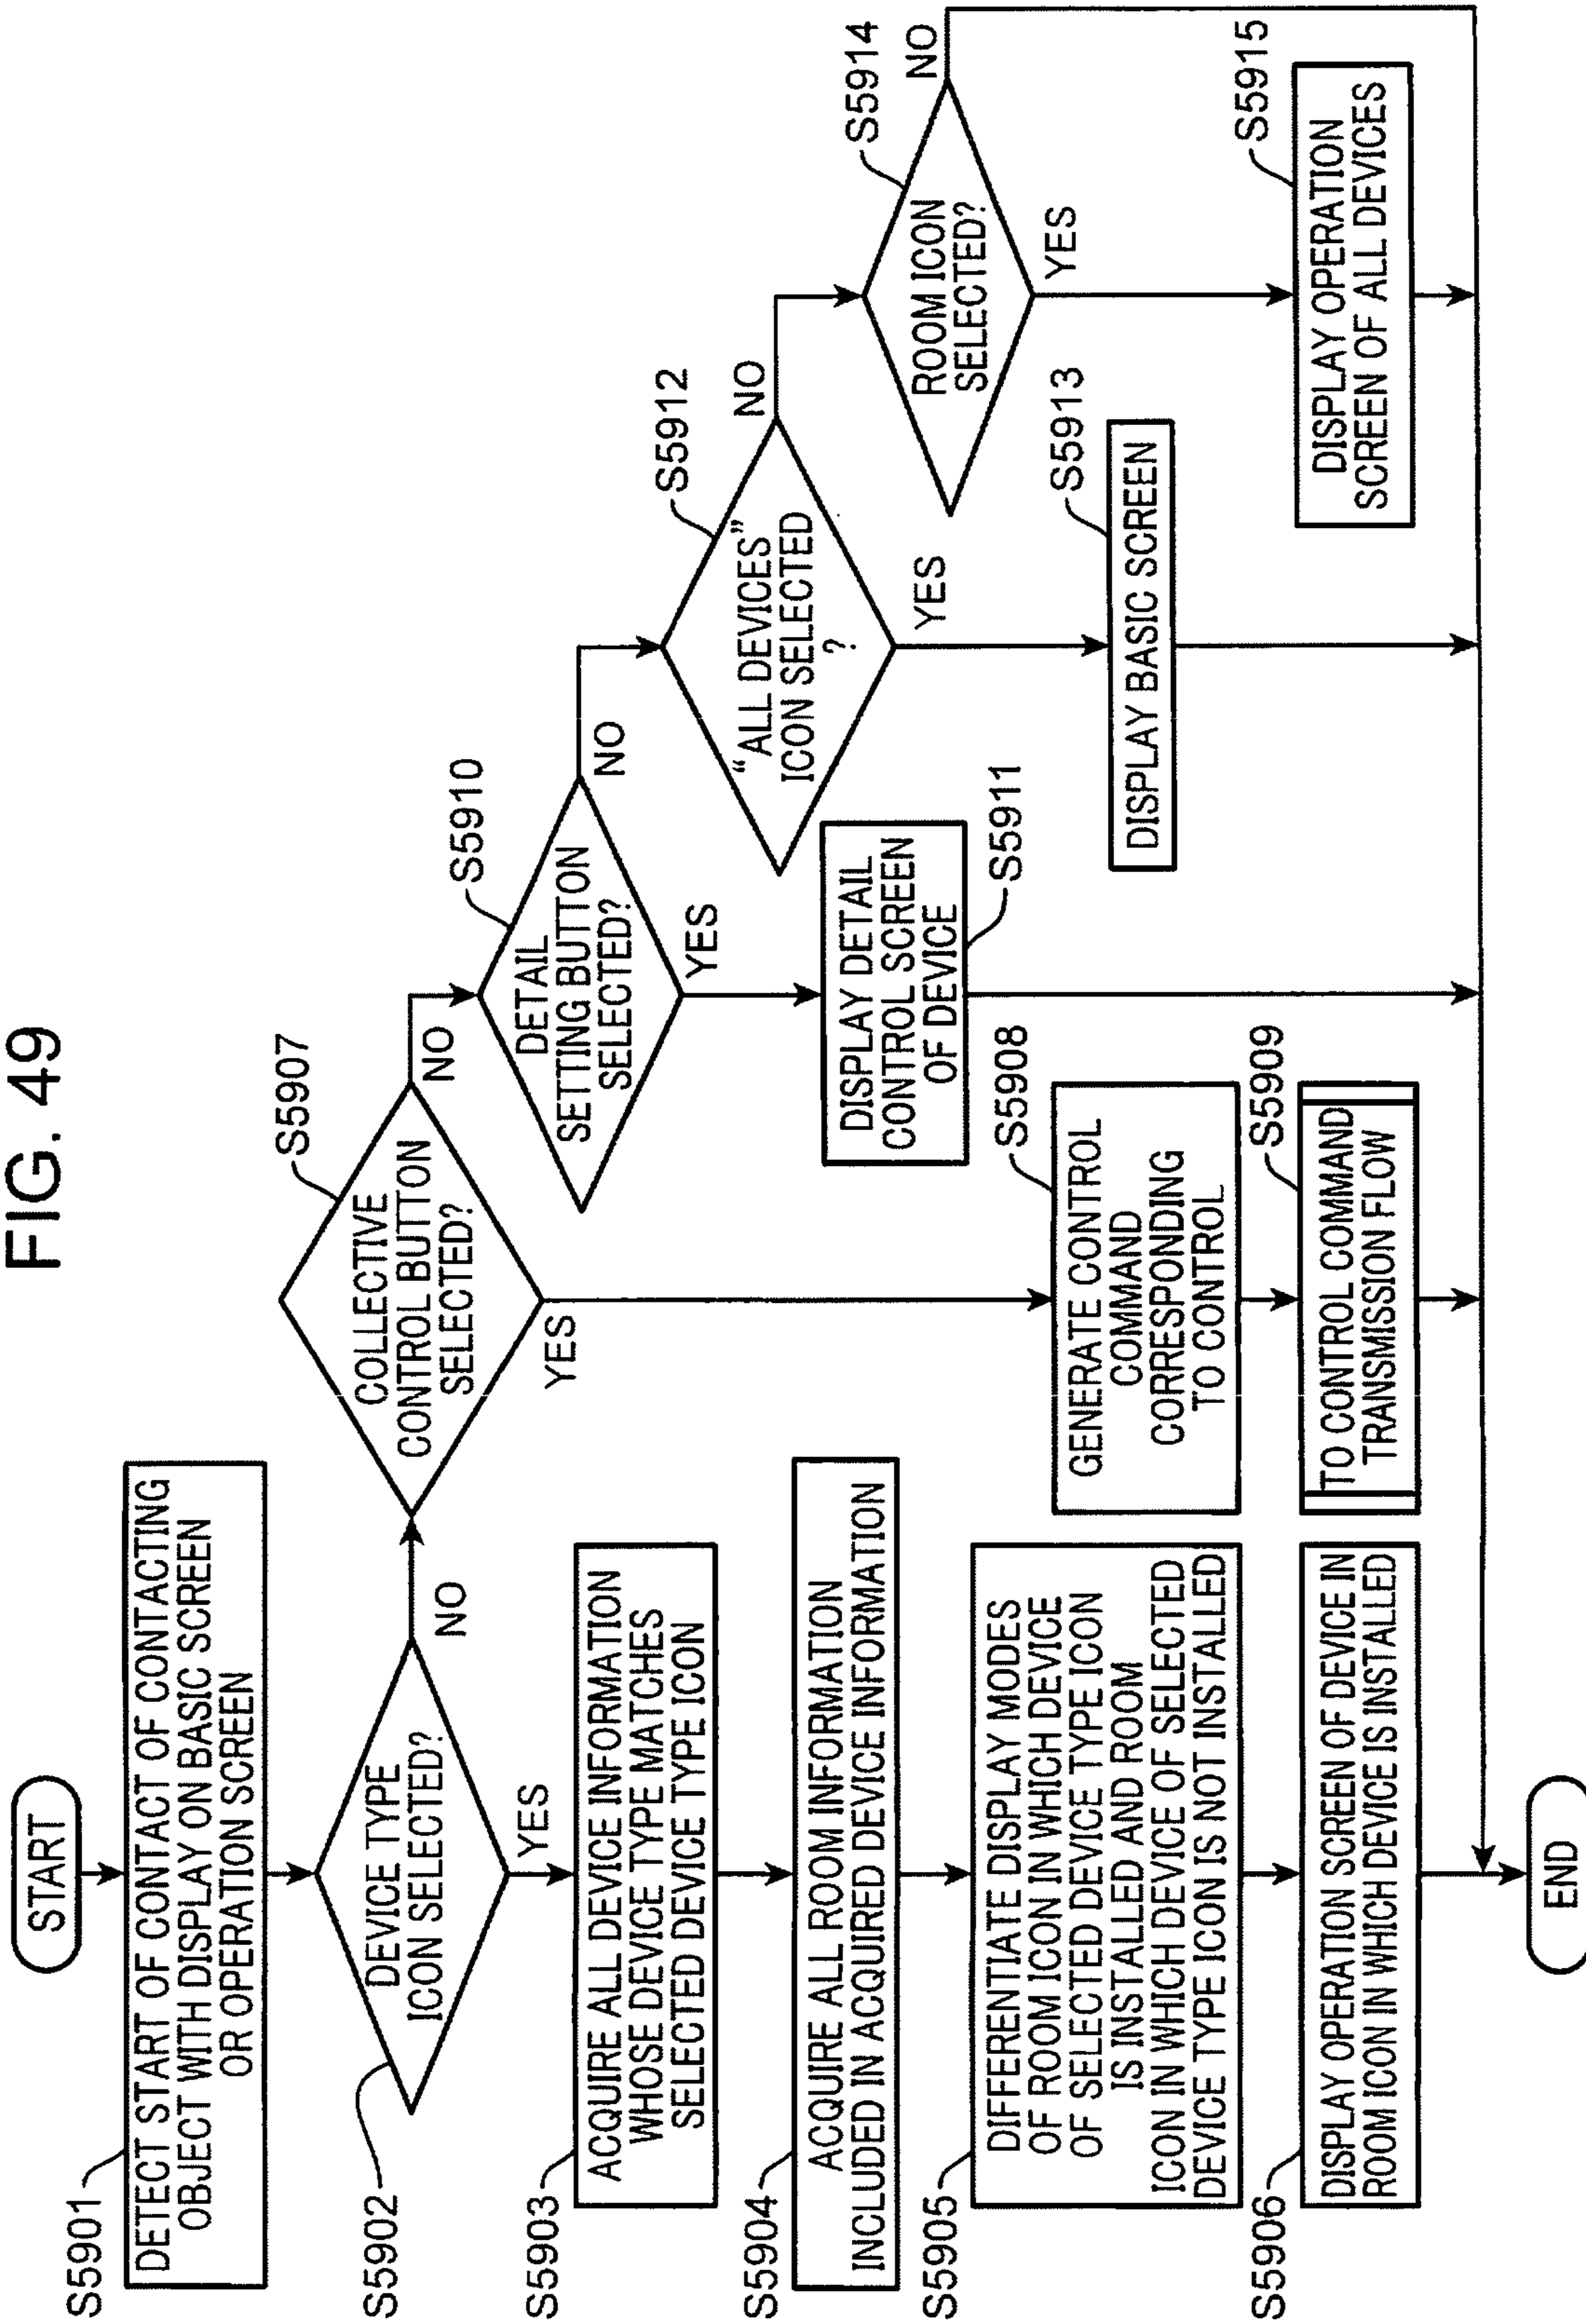 FIG. 49
START
S5901
DETECT START OF CONTACT OF CONTACTING
OBJECT WITH DISPLAY ON BASIC SCREEN
OR OPERATION SCREEN
S5902
DEVICE TYPE
ICON SELECTED?
NO
YES
S5903
ACQUIRE ALL DEVICE INFORMATION
WHOSE DEVICE TYPE MATCHES
SELECTED DEVICE TYPE ICON
S5904
ACQUIRE ALL ROOM INFORMATION
INCLUDED IN ACQUIRED DEVICE INFORMATION
S5905
DIFFERENTIATE DISPLAY MODES
OF ROOM ICON IN WHICH DEVICE
OF SELECTED DEVICE TYPE ICON
IS INSTALLED AND ROOM
ICON IN WHICH DEVICE OF SELECTED
DEVICE TYPE ICON IS NOT INSTALLED
S5906
DISPLAY OPERATION SCREEN OF DEVICE IN
ROOM ICON IN WHICH DEVICE IS INSTALLED
END
S5907
COLLECTIVE
CONTROL BUTTON
SELECTED?
NO
YES
S5908
GENERATE CONTROL
COMMAND
CORRESPONDING
TO CONTROL
S5909
TO CONTROL COMMAND
TRANSMISSION FLOW
S5910
DETAIL
SETTING BUTTON
SELECTED?
NO
YES
DISPLAY DETAIL
CONTROL SCREEN
OF DEVICE
S5911
S5912
“ALL DEVICES”
ICON SELECTED
?
NO
YES
S5913
DISPLAY BASIC SCREEN
S5914
ROOM ICON
SELECTED?
NO
YES
S5915
DISPLAY OPERATION
SCREEN OF ALL DEVICES